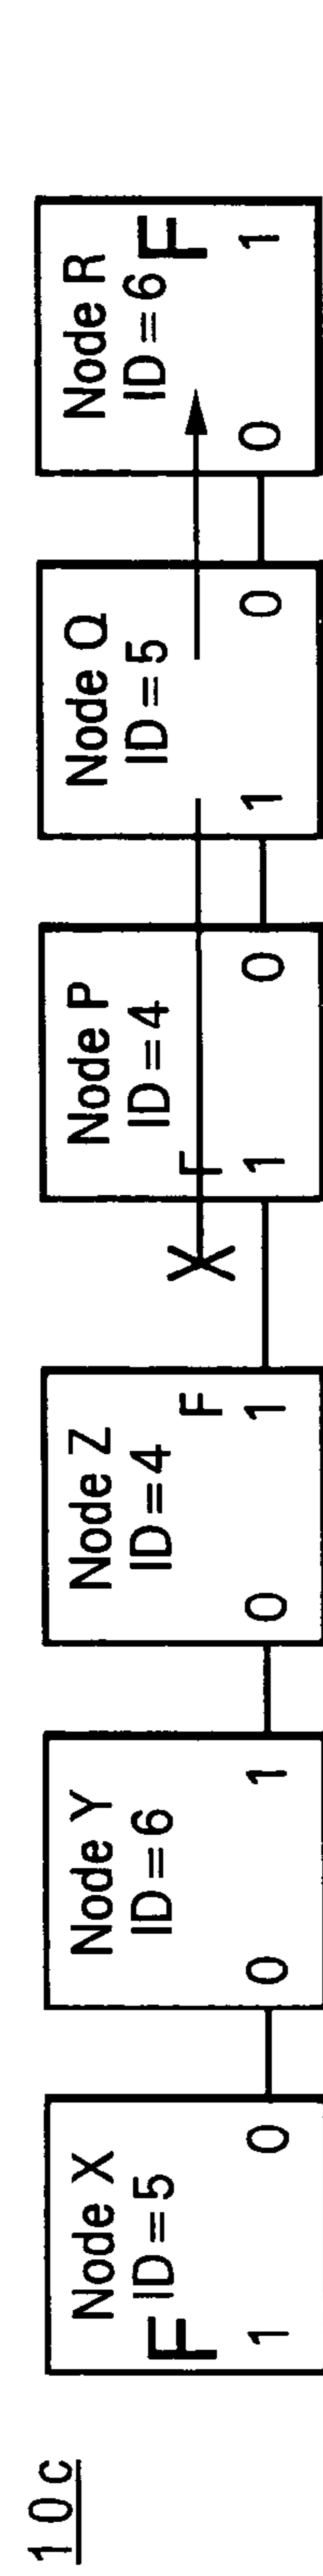 10c
Node X
ID=5
F
1 0
Node Y
ID=6
0 1
Node Z
ID=4
F
0 1
X
Node P
ID=4
F
1 0
Node Q
ID=5
1 0
Node R
ID=6
F
0 1